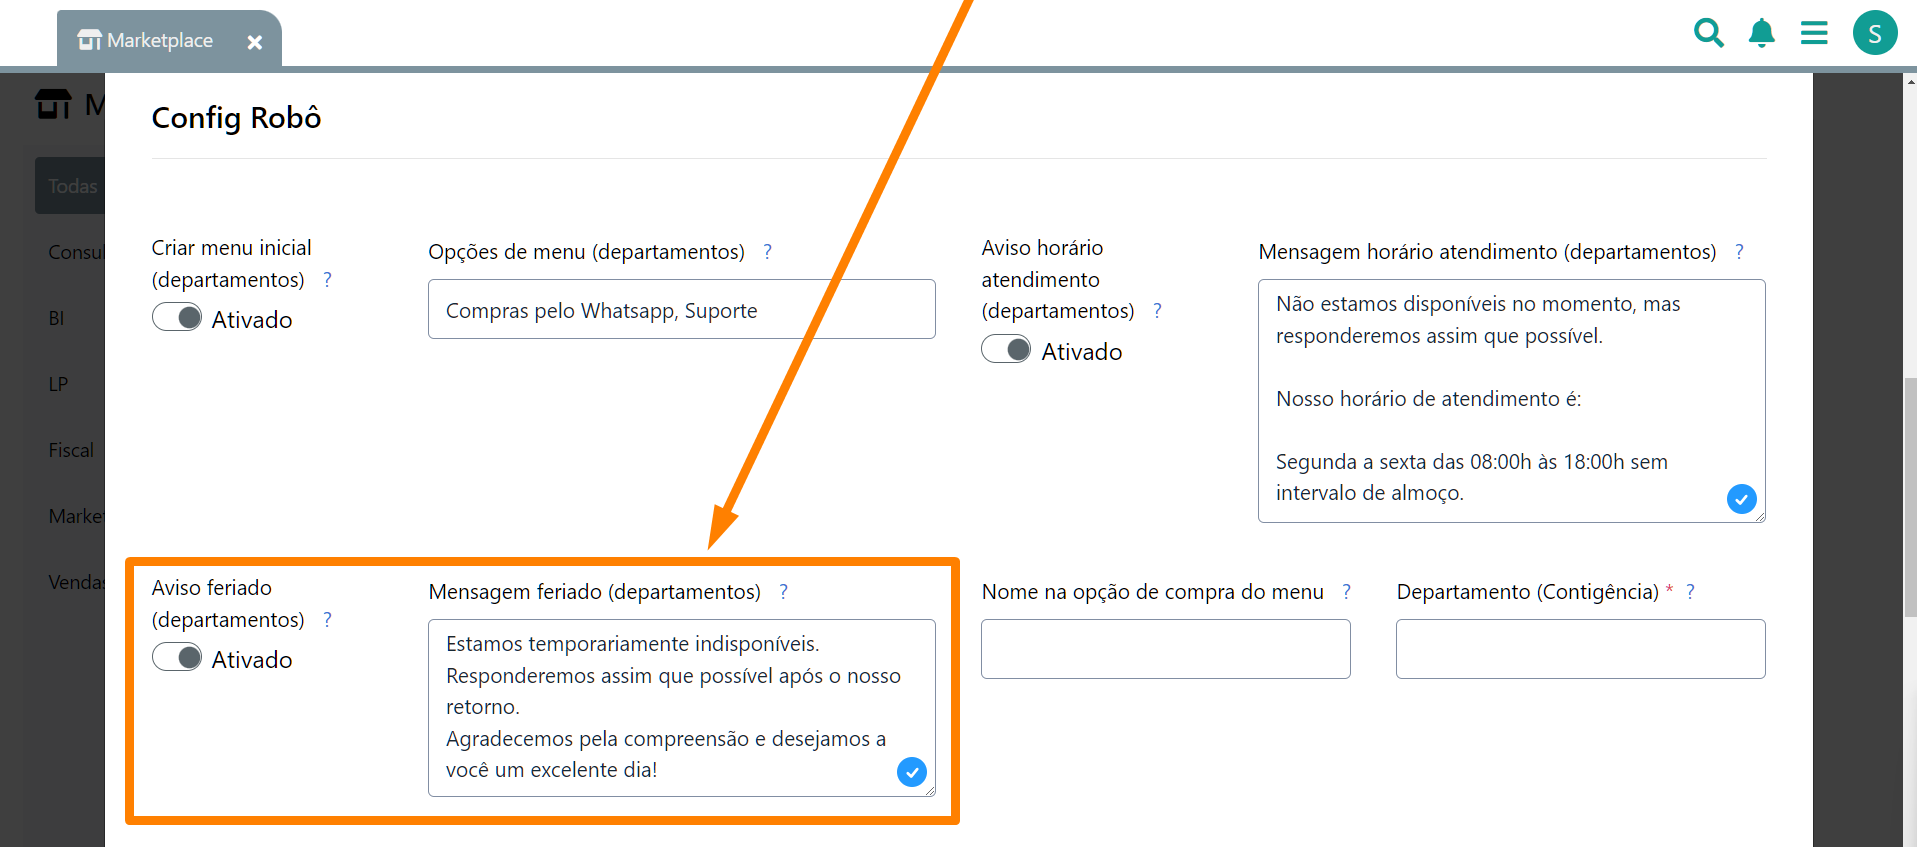 Marketplace
S
M
Config Robô
Todas
Consul
BI
LP
Fiscal
Market
Vendas
Criar menu inicial
(departamentos) ?
Ativado
Opções de menu (departamentos) ?
Compras pelo Whatsapp, Suporte
Aviso horário
atendimento
(departamentos) ?
Ativado
Mensagem horário atendimento (departamentos) ?
Não estamos disponíveis no momento, mas
responderemos assim que possível.
Nosso horário de atendimento é:
Segunda a sexta das 08:00h às 18:00h sem
intervalo de almoço.
Aviso feriado
(departamentos) ?
Ativado
Mensagem feriado (departamentos) ?
Estamos temporariamente indisponíveis.
Responderemos assim que possível após o nosso
retorno.
Agradecemos pela compreensão e desejamos a
você um excelente dia!
Nome na opção de compra do menu ?
Departamento (Contigência) * ?